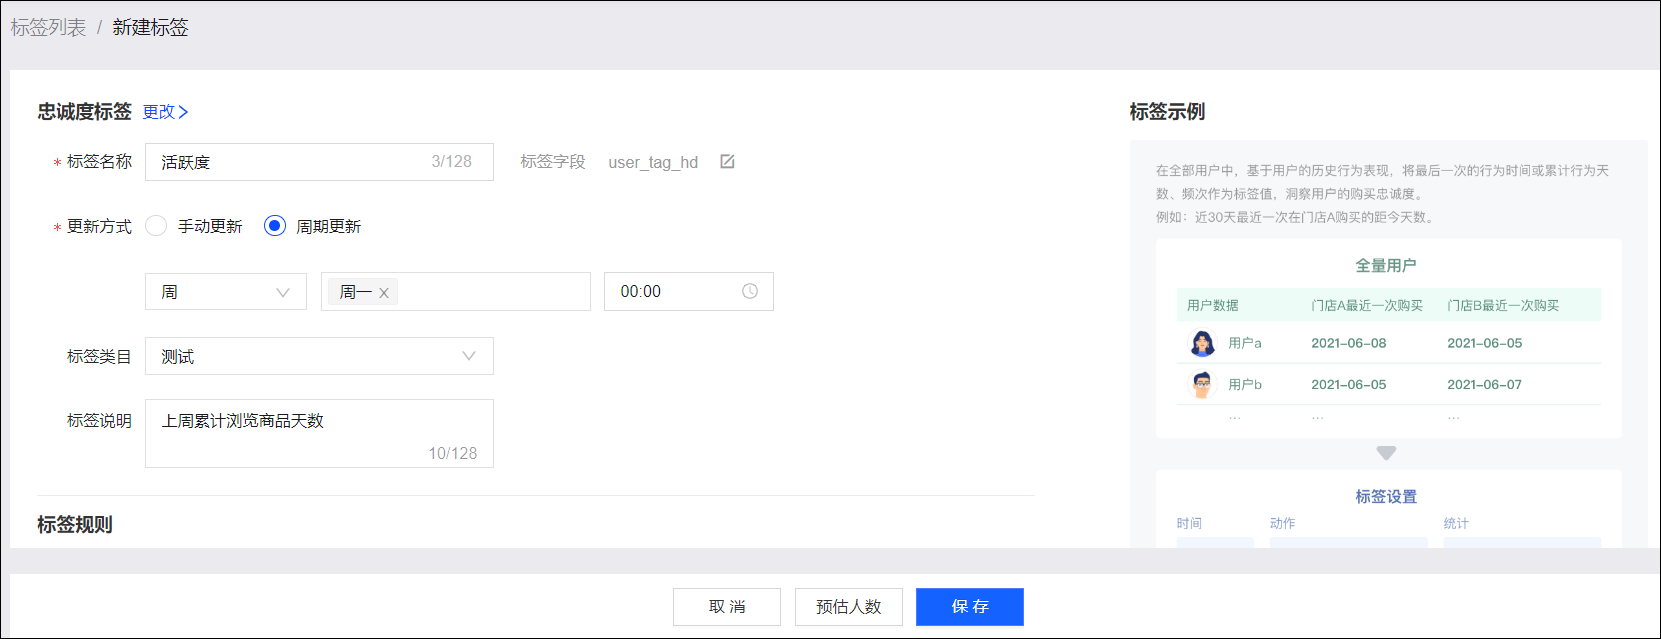 标签列表 / 新建标签
忠诚度标签 更改
* 标签名称 活跃度 3/128 标签字段 user_tag_hd
* 更新方式 手动更新 周期更新
周 周一 X 00:00
标签类目 测试
标签说明 上周累计浏览商品天数
10/128
标签规则
标签示例
在全部用户中，基于用户的历史行为表现，将最后一次的行为时间或累计行为天
数、频次作为标签值，洞察用户的购买忠诚度。
例如：近30天最近一次在门店A购买的距今天数。
全量用户
用户数据 门店A最近一次购买 门店B最近一次购买
用户a 2021-06-08 2021-06-05
用户b 2021-06-05 2021-06-07
... ... ...
标签设置
时间 动作 统计
取消 预估人数 保存